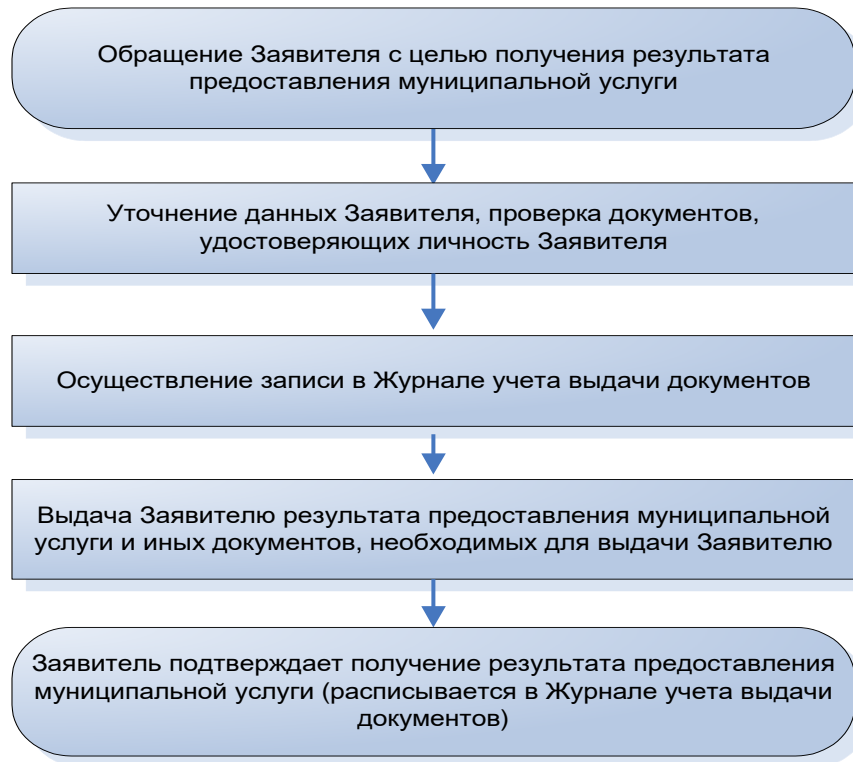 Обращение Заявителя с целью получения результата
предоставления муниципальной услуги
Уточнение данных Заявителя, проверка документов,
удостоверяющих личность Заявителя
Осуществление записи в Журнале учета выдачи документов
Выдача Заявителю результата предоставления муниципальной
услуги и иных документов, необходимых для выдачи Заявителю
Заявитель подтверждает получение результата предоставления
муниципальной услуги (расписывается в Журнале учета выдачи
документов)